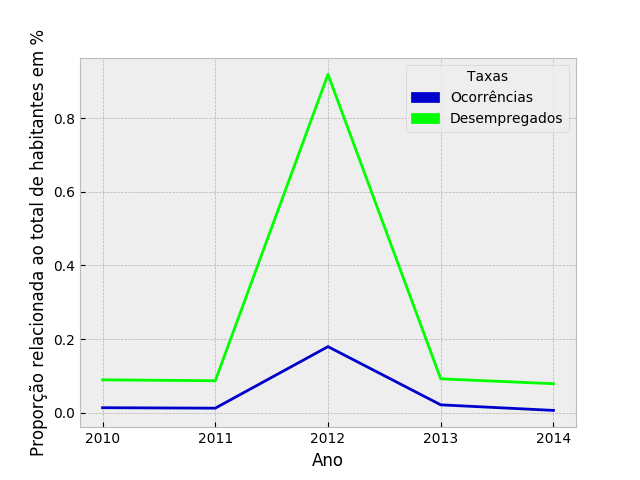 Proporção relacionada ao total de habitantes em %
0.8
0.6
0.4
0.2
0.0
Taxas
Ocorrências
Desempregados
2010 2011 2012 2013 2014
Ano